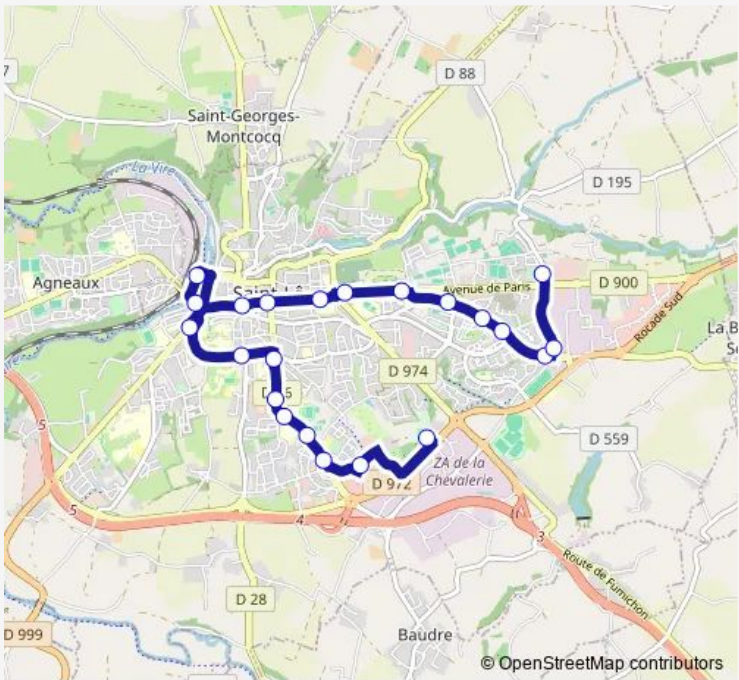 D 88
7
Saint-Georges-
Montcocq
La Vire
D 195
Agneaux
Saint-Lô
Avenue de Paris
D 900
Rocade Sud
La B
D 974
D 559
ZA de la
Chevalerie
D 972
5
5
4
3
Route de Fumichon
D 28
D 999
Baudre
© OpenStreetMap contributors